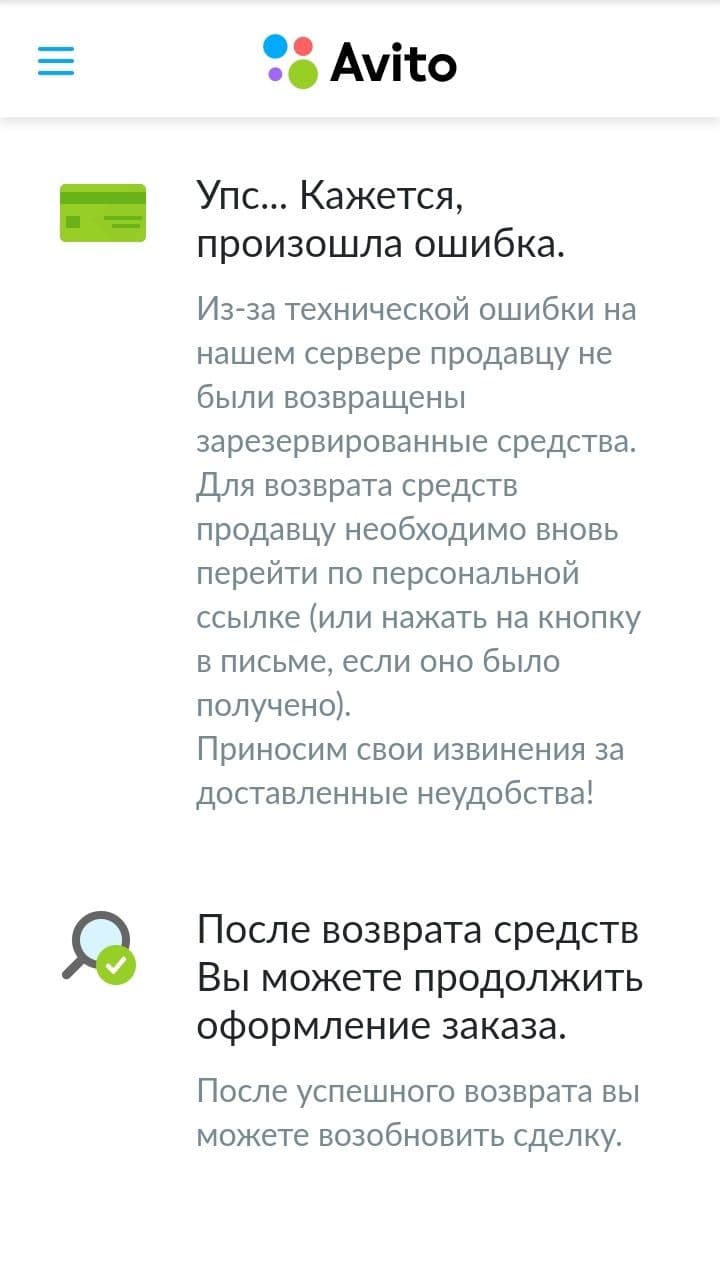 Avito
Упс... Кажется,
произошла ошибка.
Из-за технической ошибки на
нашем сервере продавцу не
были возвращены
зарезервированные средства.
Для возврата средств
продавцу необходимо вновь
перейти по персональной
ссылке (или нажать на кнопку
в письме, если оно было
получено).
Приносим свои извинения за
доставленные неудобства!
После возврата средств
Вы можете продолжить
оформление заказа.
После успешного возврата вы
можете возобновить сделку.